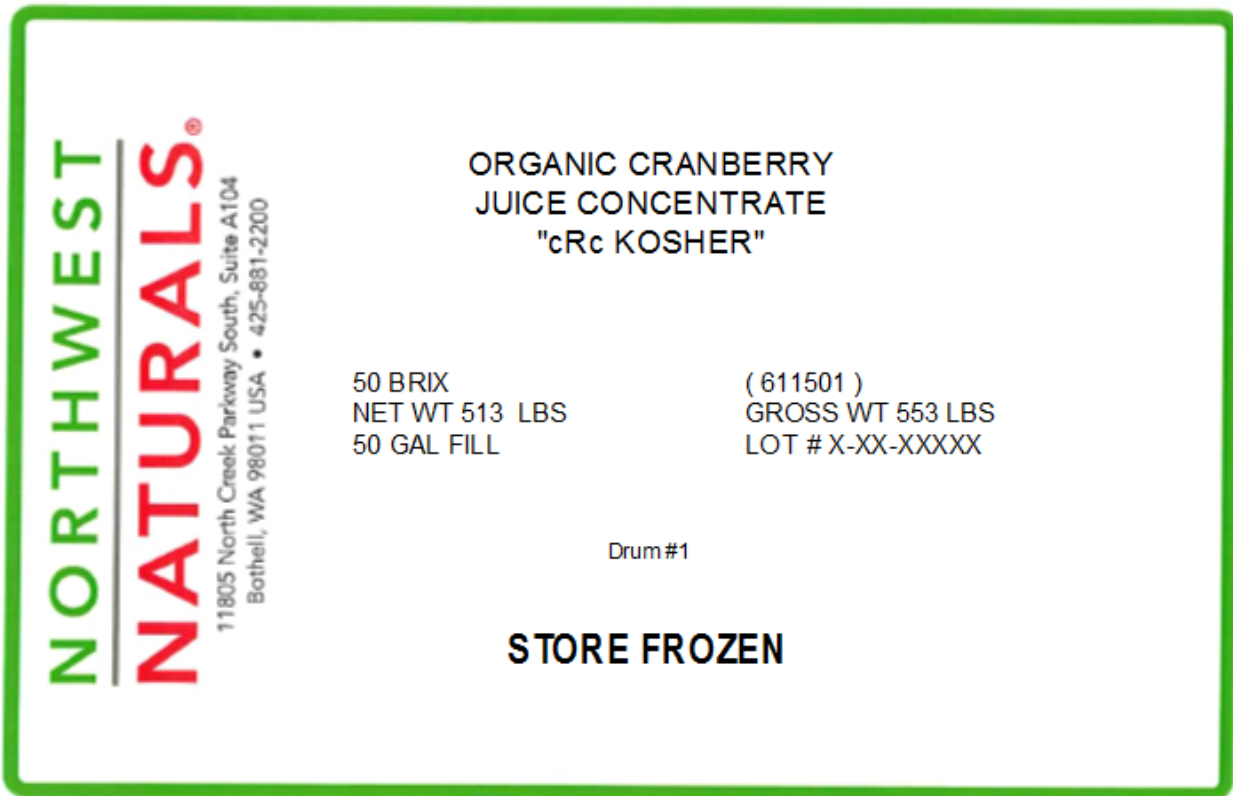 NORTHWEST
NATURALS®
11805 North Creek Parkway South, Suite A104
Bothell, WA 98011 USA • 425-881-2200
ORGANIC CRANBERRY
JUICE CONCENTRATE
"cRc KOSHER"
50 BRIX
NET WT 513 LBS
50 GAL FILL
( 611501 )
GROSS WT 553 LBS
LOT # X-XX-XXXXX
Drum #1
STORE FROZEN